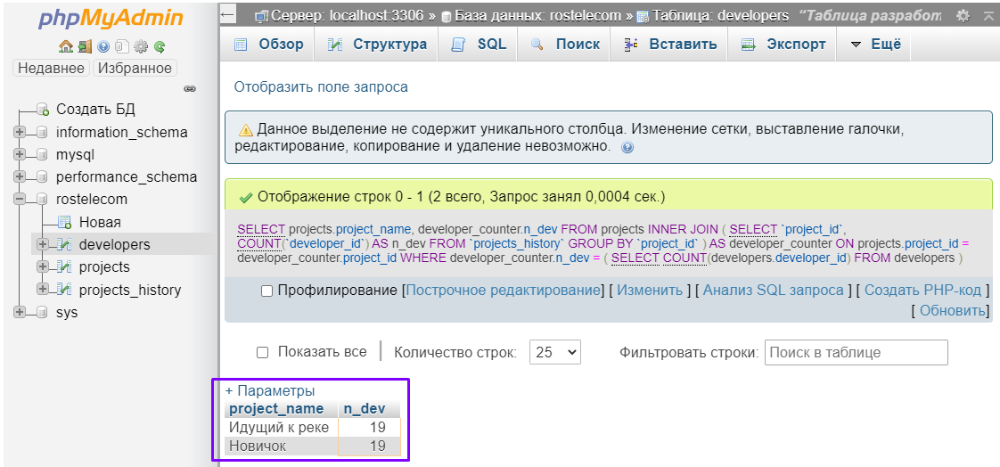 phpMyAdmin
Недавнее Избранное
Создать БД
information_schema
mysql
performance_schema
rostelecom
Новая
developers
projects
projects_history
sys
Сервер: localhost:3306 » База данных: rostelecom » Таблица: developers "Таблица разработ
Обзор Структура SQL Поиск Вставить Экспорт Ещё
Отобразить поле запроса
Данное выделение не содержит уникального столбца. Изменение сетки, выставление галочки,
редактирование, копирование и удаление невозможно.
Отображение строк 0 - 1 (2 всего, Запрос занял 0,0004 сек.)
SELECT projects.project_name, developer_counter.n_dev FROM projects INNER JOIN ( SELECT `project_id`,
COUNT(`developer_id`) AS n_dev FROM `projects_history` GROUP BY `project_id` ) AS developer_counter ON projects.project_id =
developer_counter.project_id WHERE developer_counter.n_dev = ( SELECT COUNT(developers.developer_id) FROM developers )
Профилирование [Построчное редактирование] [ Изменить ] [ Анализ SQL запроса ] [ Создать PHP-код ]
[ Обновить]
Показать все Количество строк: 25 Фильтровать строки: Поиск в таблице
+ Параметры
project_name n_dev
Идущий к реке 19
Новичок 19